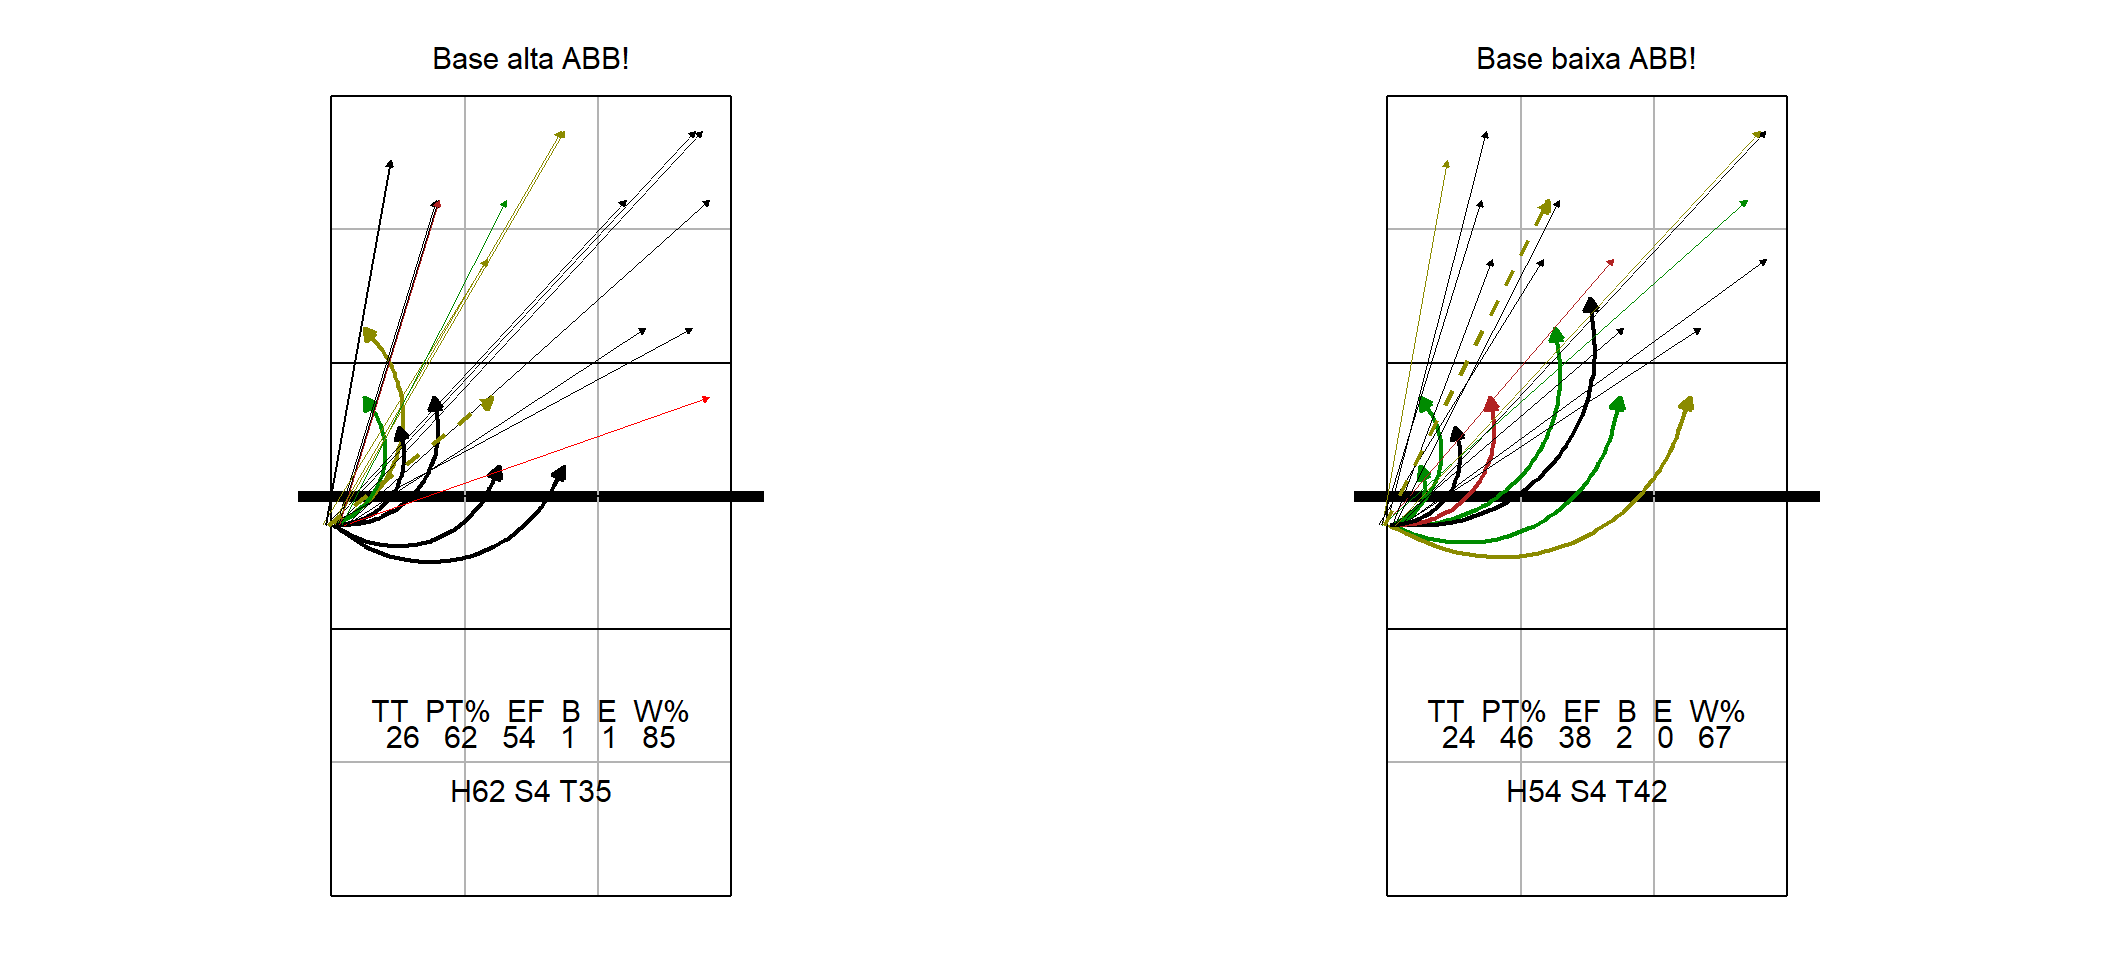 Base alta ABB!
TT PT% EF B E W%
26 62 54 1 1 85
H62 S4 T35
Base baixa ABB!
TT PT% EF B E W%
24 46 38 2 0 67
H54 S4 T42